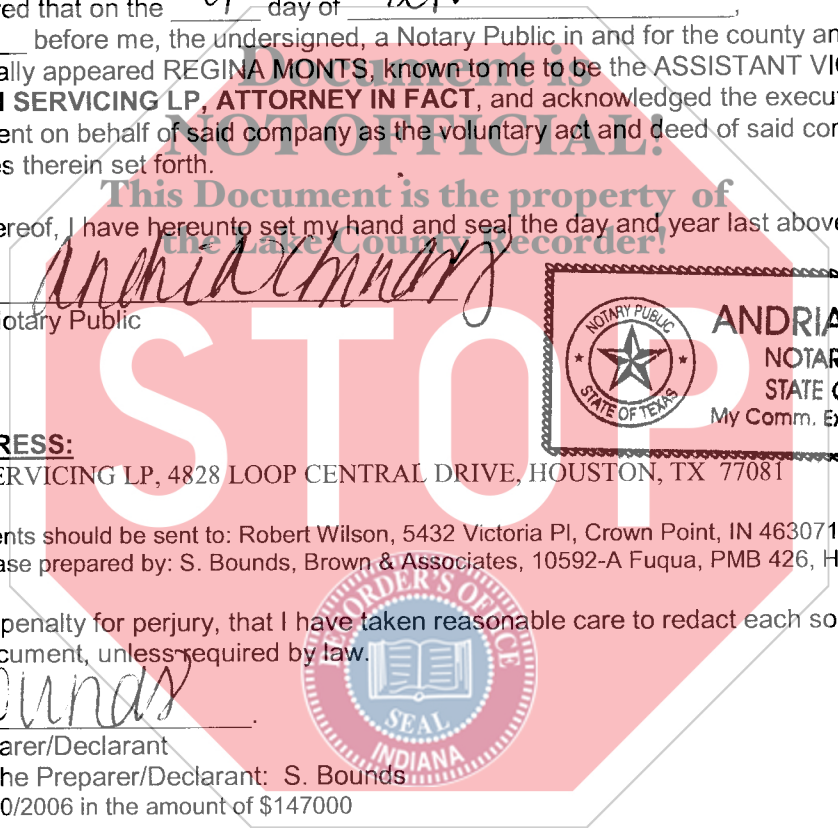 red that on the day of ,
before me, the undersigned, a Notary Public in and for the county an
ally appeared REGINA MONTS, known to me to be the ASSISTANT VI
SERVICING LP, ATTORNEY IN FACT, and acknowledged the execu
ent on behalf of said company as the voluntary act and deed of said co
s therein set forth.
ereof, I have hereunto set my hand and seal the day and year last above
Document is
NOT OFFICIAL!
This Document is the property of
the Lake County Recorder!
STOP
otary Public
NOTARY PUBLIC
STATE OF TEXAS
ANDRIA
NOTAR
STATE
My Comm. Ex
RESS:
ERVICING LP, 4828 LOOP CENTRAL DRIVE, HOUSTON, TX 77081
ents should be sent to: Robert Wilson, 5432 Victoria Pl, Crown Point, IN 463071
ase prepared by: S. Bounds, Brown & Associates, 10592-A Fuqua, PMB 426, H
penalty for perjury, that I have taken reasonable care to redact each so
cument, unless required by law.
ounds
.
arer/Declarant
he Preparer/Declarant: S. Bounds
0/2006 in the amount of $147000
RECORDER'S OFFICE
SEAL
INDIANA